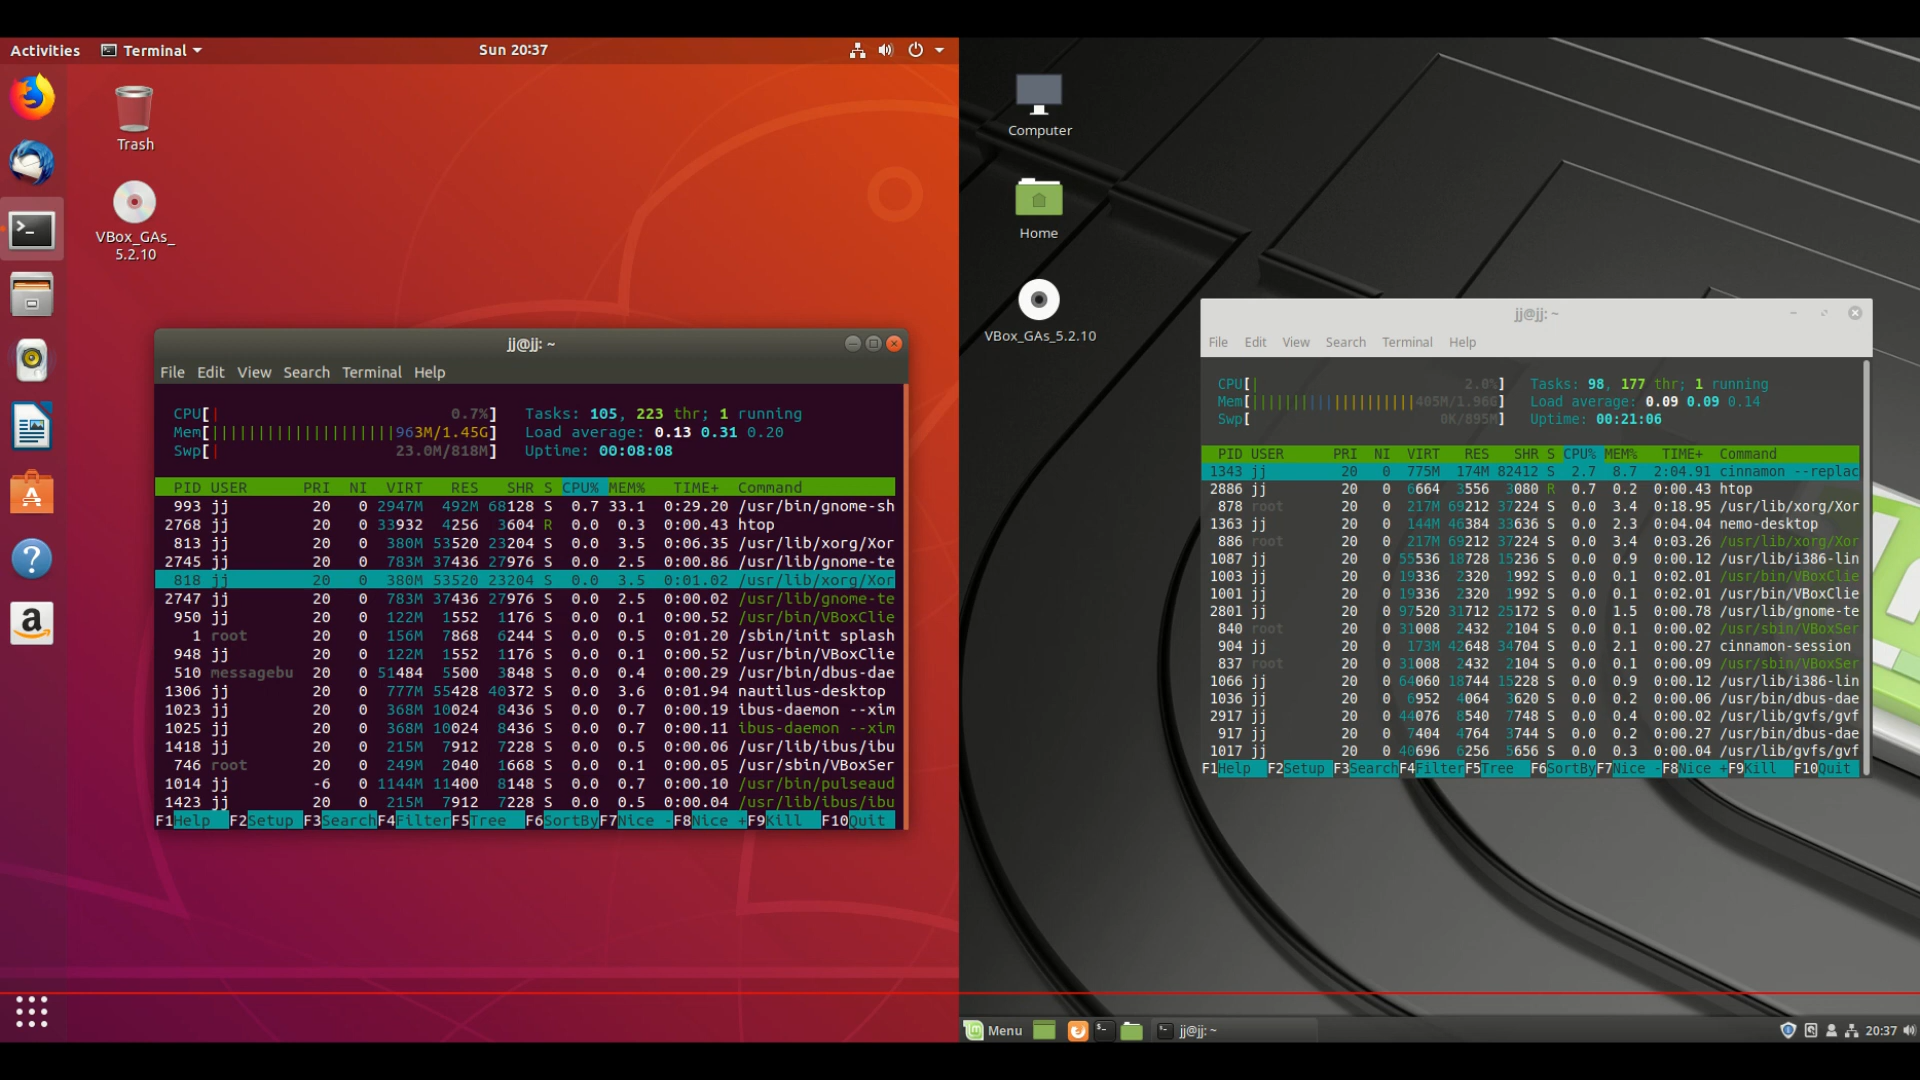 Activities Terminal Sun 20:37
Trash
VBox_GAs_
5.2.10
jj@jj: ~
File Edit View Search Terminal Help
CPU[| 0.7%] Tasks: 105, 223 thr; 1 running
Mem[||||||||||||||||||||963M/1.45G] Load average: 0.13 0.31 0.20
Swp[| 23.0M/818M] Uptime: 00:08:08
PID USER PRI NI VIRT RES SHR S CPU% MEM% TIME+ Command
993 jj 20 0 2947M 492M 68128 S 0.7 33.1 0:29.20 /usr/bin/gnome-sh
2768 jj 20 0 33932 4256 3604 R 0.0 0.3 0:00.43 htop
813 jj 20 0 380M 53520 23204 S 0.0 3.5 0:06.35 /usr/lib/xorg/Xor
2745 jj 20 0 783M 37436 27976 S 0.0 2.5 0:00.86 /usr/lib/gnome-te
818 jj 20 0 380M 53520 23204 S 0.0 3.5 0:01.02 /usr/lib/xorg/Xor
2747 jj 20 0 783M 37436 27976 S 0.0 2.5 0:00.02 /usr/lib/gnome-te
950 jj 20 0 122M 1552 1176 S 0.0 0.1 0:00.52 /usr/bin/VBoxClie
1 root 20 0 156M 7868 6244 S 0.0 0.5 0:01.20 /sbin/init splash
948 jj 20 0 122M 1552 1176 S 0.0 0.1 0:00.52 /usr/bin/VBoxClie
510 messagebu 20 0 51484 5500 3848 S 0.0 0.4 0:00.29 /usr/bin/dbus-dae
1306 jj 20 0 777M 55428 40372 S 0.0 3.6 0:01.94 nautilus-desktop
1023 jj 20 0 368M 10024 8436 S 0.0 0.7 0:00.19 ibus-daemon --xim
1025 jj 20 0 368M 10024 8436 S 0.0 0.7 0:00.11 ibus-daemon --xim
1418 jj 20 0 215M 7912 7228 S 0.0 0.5 0:00.06 /usr/lib/ibus/ibu
746 root 20 0 249M 2040 1668 S 0.0 0.1 0:00.05 /usr/sbin/VBoxSer
1014 jj -6 0 1144M 11400 8148 S 0.0 0.7 0:00.10 /usr/bin/pulseaud
1423 jj 20 0 215M 7912 7228 S 0.0 0.5 0:00.04 /usr/lib/ibus/ibu
F1Help F2Setup F3SearchF4FilterF5Tree F6SortByF7Nice -F8Nice +F9Kill F10Quit
Computer
Home
VBox_GAs_5.2.10
jj@jj: ~
File Edit View Search Terminal Help
CPU[| 2.0%] Tasks: 98, 177 thr; 1 running
Mem[||||||||||||||||||||405M/1.96G] Load average: 0.09 0.09 0.14
Swp[ 0K/895M] Uptime: 00:21:06
PID USER PRI NI VIRT RES SHR S CPU% MEM% TIME+ Command
1343 jj 20 0 775M 174M 82412 S 2.7 8.7 2:04.91 cinnamon --replac
2886 jj 20 0 6664 3556 3080 R 0.7 0.2 0:00.43 htop
878 root 20 0 217M 69212 37224 S 0.0 3.4 0:18.95 /usr/lib/xorg/Xor
1363 jj 20 0 144M 46384 33636 S 0.0 2.3 0:04.04 nemo-desktop
886 root 20 0 217M 69212 37224 S 0.0 3.4 0:03.26 /usr/lib/xorg/Xor
1087 jj 20 0 55536 18728 15236 S 0.0 0.9 0:00.12 /usr/lib/i386-lin
1003 jj 20 0 19336 2320 1992 S 0.0 0.1 0:02.01 /usr/bin/VBoxClie
1001 jj 20 0 19336 2320 1992 S 0.0 0.1 0:02.01 /usr/bin/VBoxClie
2801 jj 20 0 97520 31712 25172 S 0.0 1.5 0:00.78 /usr/lib/gnome-te
840 root 20 0 31008 2432 2104 S 0.0 0.1 0:00.02 /usr/sbin/VBoxSer
904 jj 20 0 173M 42648 34704 S 0.0 2.1 0:00.27 cinnamon-session
837 root 20 0 31008 2432 2104 S 0.0 0.1 0:00.09 /usr/sbin/VBoxSer
1066 jj 20 0 64060 18744 15228 S 0.0 0.9 0:00.12 /usr/lib/i386-lin
1036 jj 20 0 6952 4064 3620 S 0.0 0.2 0:00.06 /usr/bin/dbus-dae
2917 jj 20 0 44076 8540 7748 S 0.0 0.4 0:00.02 /usr/lib/gvfs/gvf
917 jj 20 0 7404 4764 3744 S 0.0 0.2 0:00.27 /usr/bin/dbus-dae
1017 jj 20 0 40696 6256 5656 S 0.0 0.3 0:00.04 /usr/lib/gvfs/gvf
F1Help F2Setup F3SearchF4FilterF5Tree F6SortByF7Nice -F8Nice +F9Kill F10Quit
Menu jj@jj: ~ 20:37